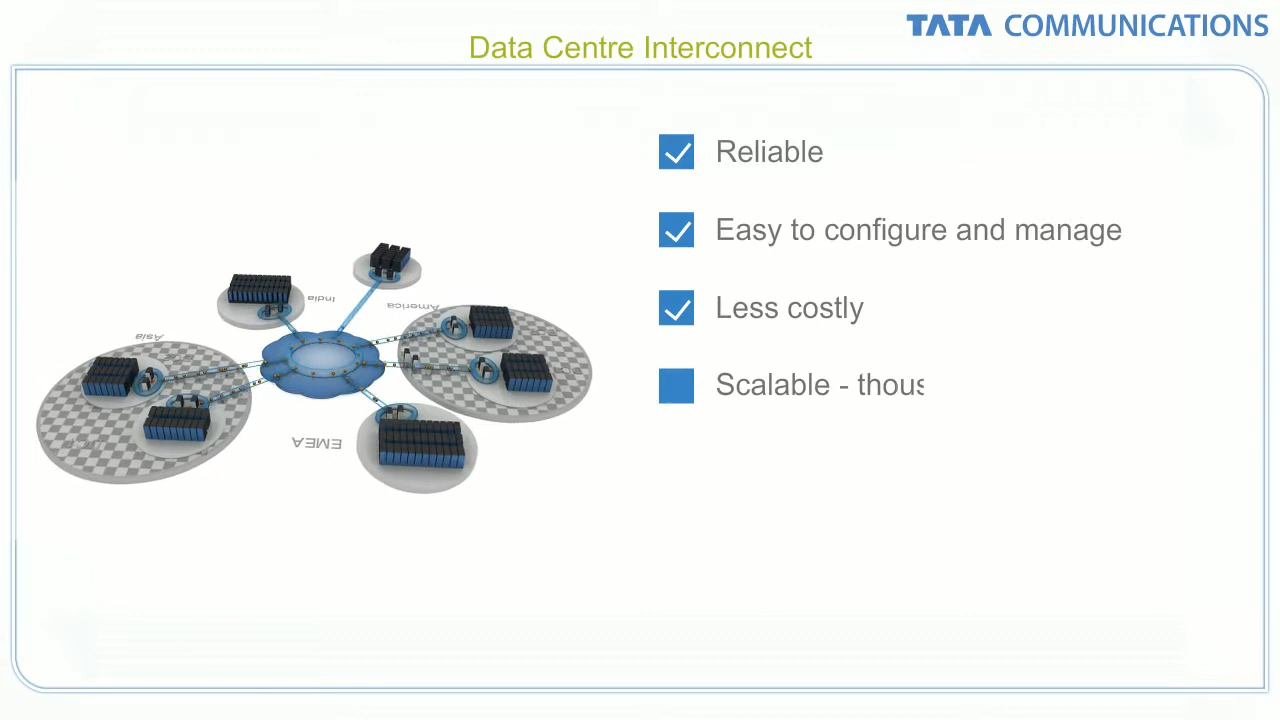 TATA COMMUNICATIONS
Data Centre Interconnect
Reliable
Easy to configure and manage
Less costly
Scalable - thous
India
America
Asia
EMEA